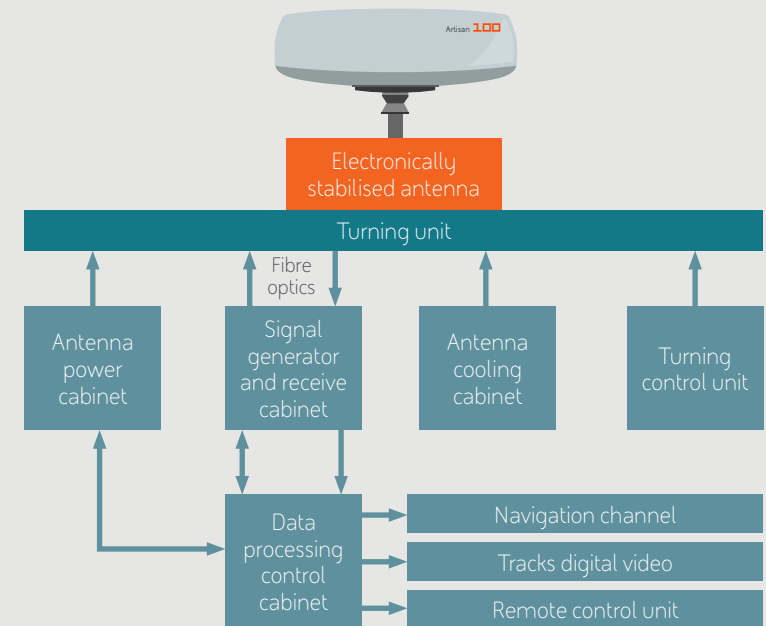 Artisan 100
Electronically
stabilised antenna
Turning unit
Fibre
optics
Antenna
power
cabinet
Signal
generator
and receive
cabinet
Antenna
cooling
cabinet
Turning
control unit
Data
processing
control
cabinet
Navigation channel
Tracks digital video
Remote control unit